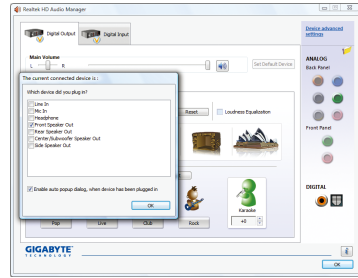 Realtek HD Audio Manager
Digital Output
Digital Input
Device advanced
settings
Main Volume
L
R
Set Default Device
ANALOG
Back Panel
The current connected device is :
Which device did you plug in?
Line In
Mic In
Headphone
Front Speaker Out
Rear Speaker Out
Center/Subwoofer Speaker Out
Side Speaker Out
Reset
Loudness Equalization
Front Panel
Enable auto popup dialog, when device has been plugged in
OK
DIGITAL
Karaoke
Pop
Live
Club
Rock
+0
GIGABYTE
TECHNOLOGY
OK